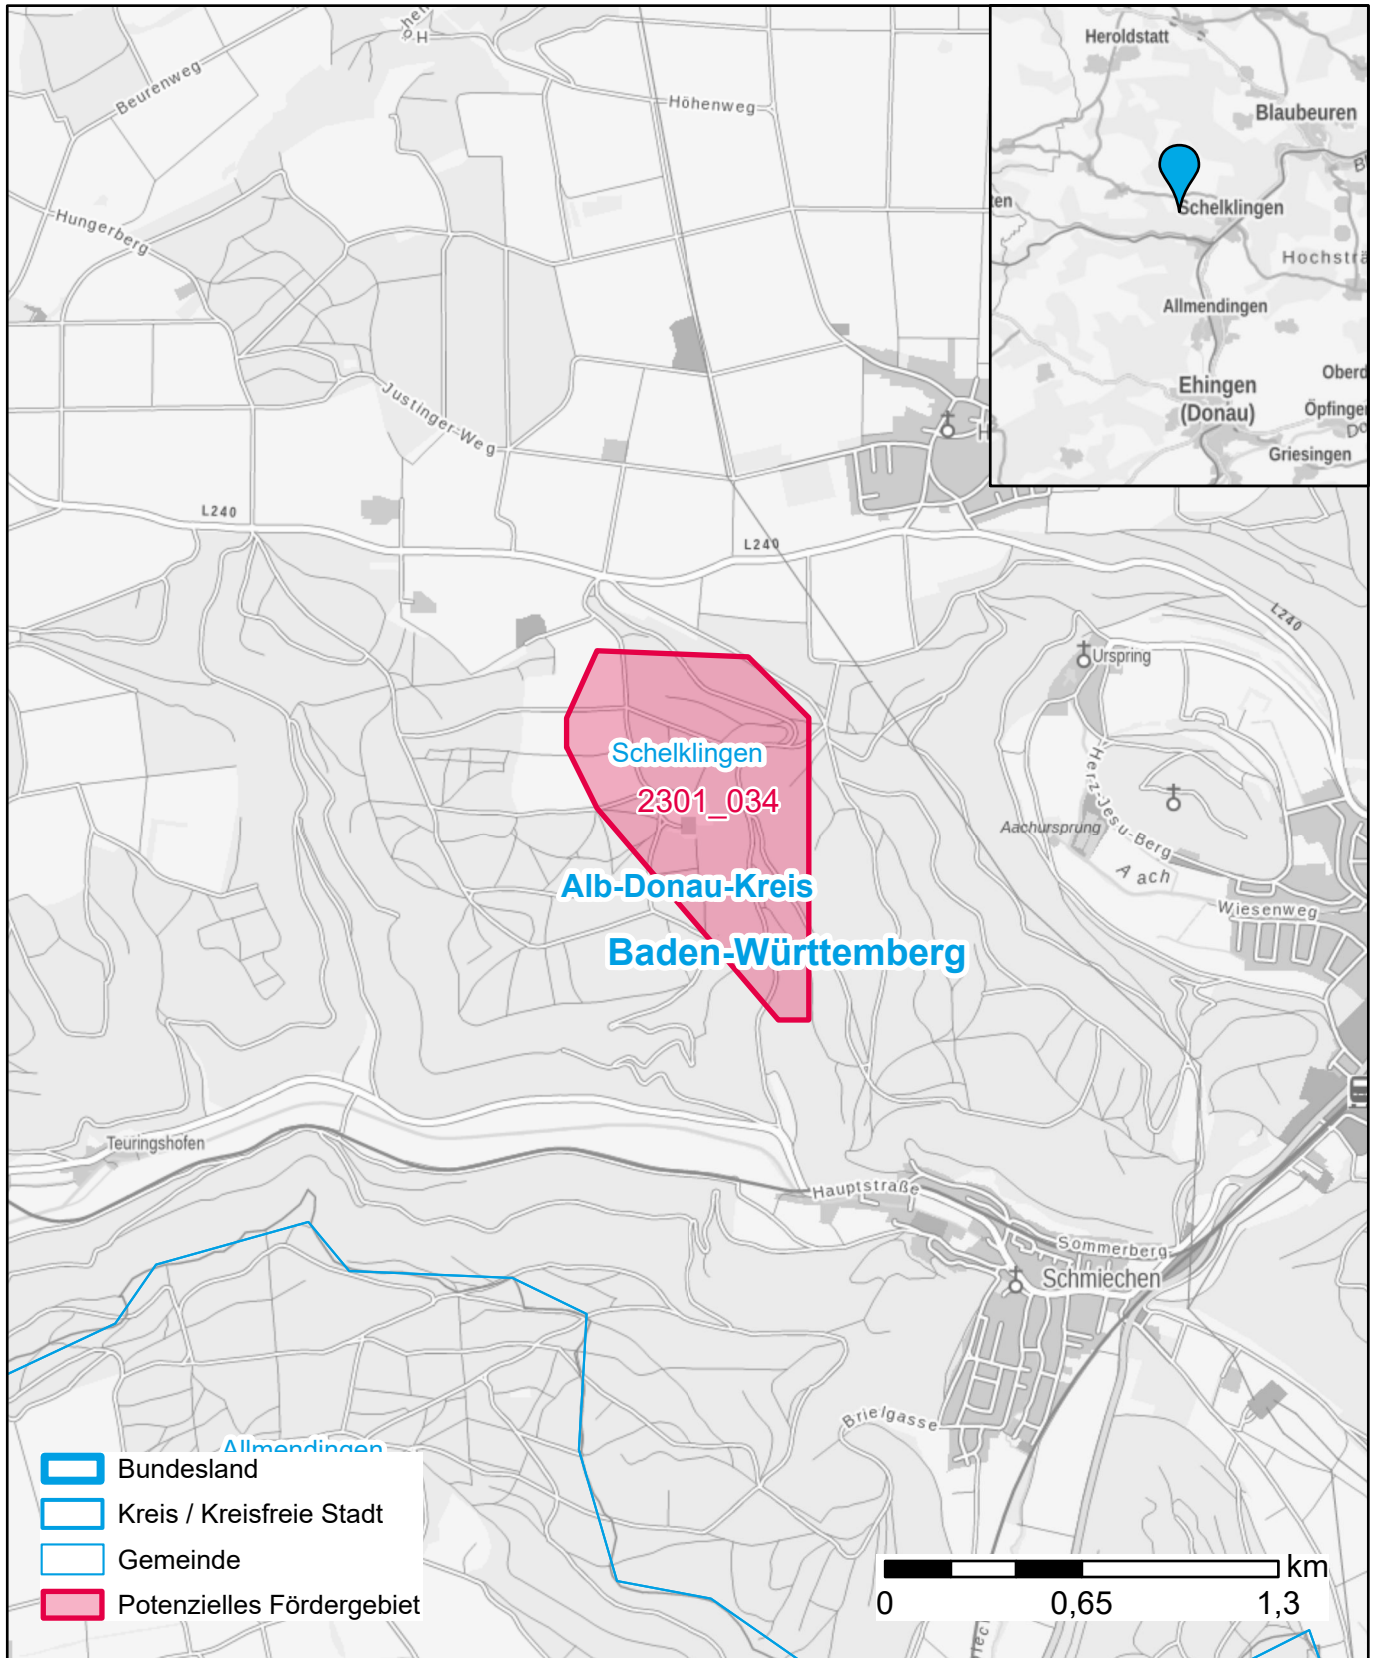 Beurenweg
Höhenweg
Hungerberg
Justinger-Weg
L240
L240
L240
H
Heroldstatt
Blaubeuren
Schelklingen
Hochsträ
Allmendingen
Ehingen
(Donau)
Oberd
Öpfinge
Do
Griesingen
Urspring
Herz-Jesu-Berg
Aachursprung
Aach
Wiesenweg
Schelklingen
2301_034
Alb-Donau-Kreis
Baden-Württemberg
Teuringshofen
Hauptstraße
Sommerberg
Schmiechen
Brielgasse
Allmendingen
Bundesland
Kreis / Kreisfreie Stadt
Gemeinde
Potenzielles Fördergebiet
km
0 0,65 1,3